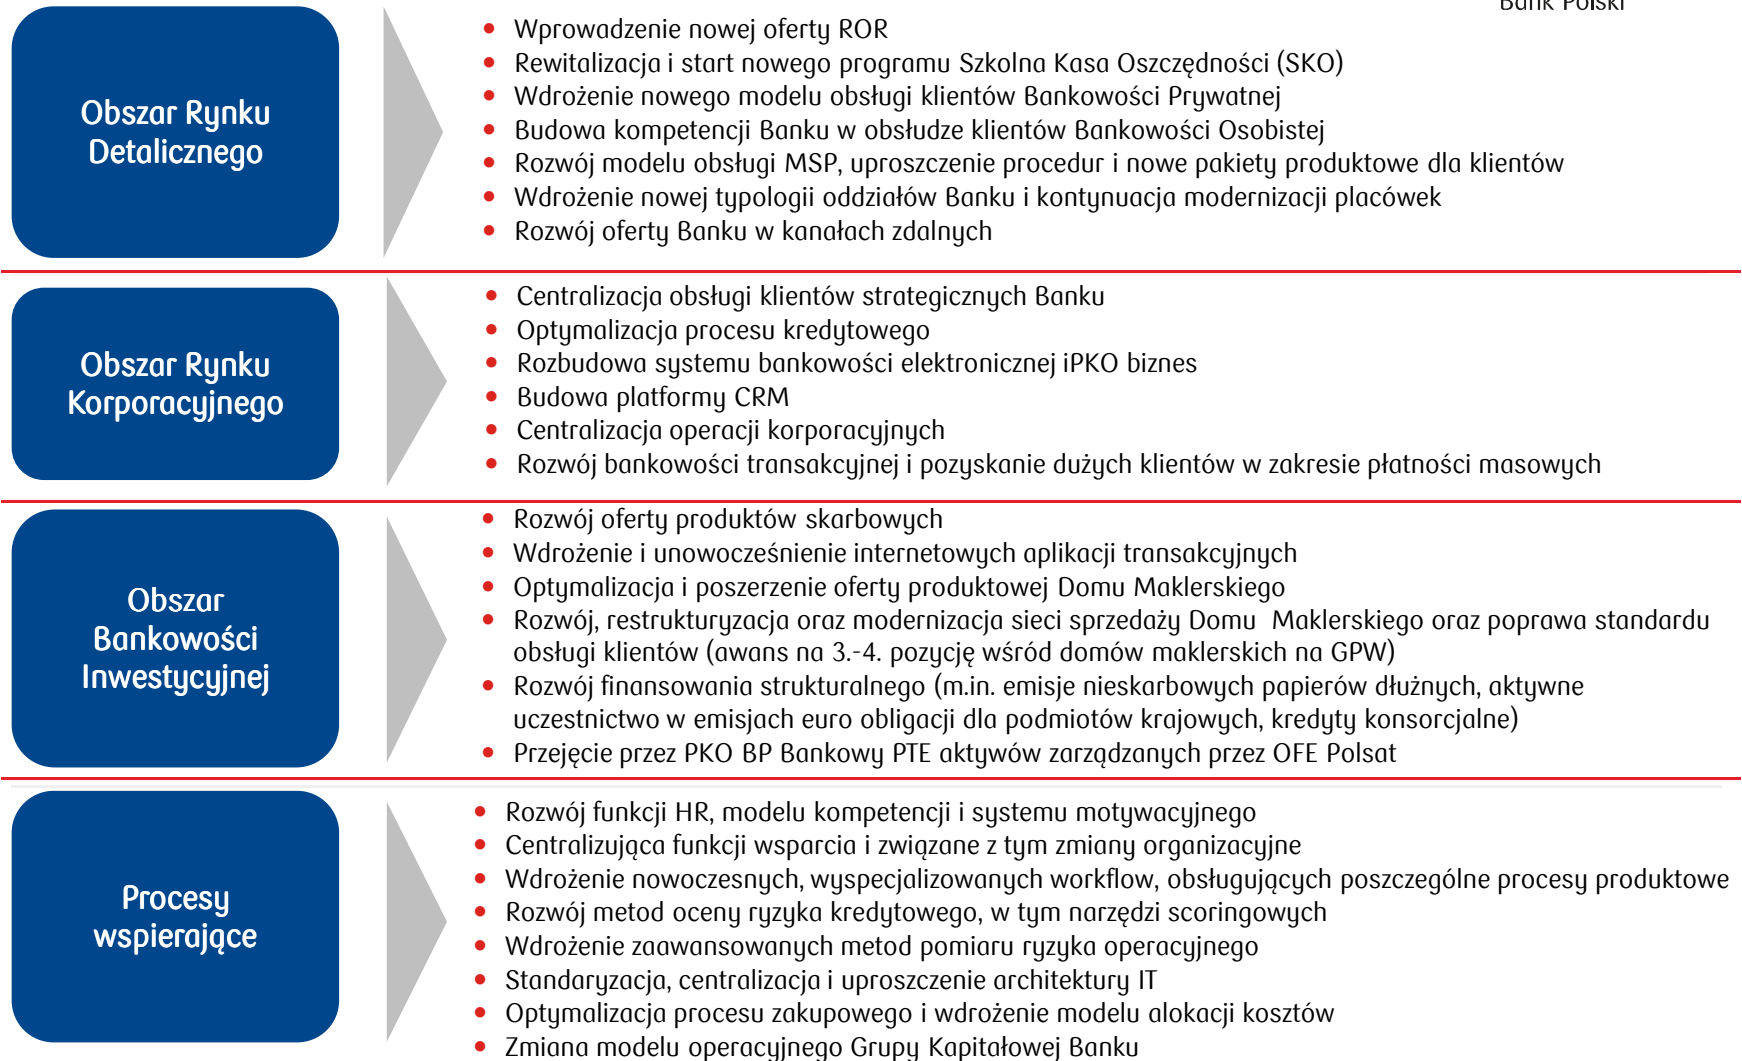 Bank Polski
Obszar Rynku
Detalicznego
• Wprowadzenie nowej oferty ROR
• Rewitalizacja i start nowego programu Szkolna Kasa Oszczędności (SKO)
• Wdrożenie nowego modelu obsługi klientów Bankowości Prywatnej
• Budowa kompetencji Banku w obsłudze klientów Bankowości Osobistej
• Rozwój modelu obsługi MSP, uproszczenie procedur i nowe pakiety produktowe dla klientów
• Wdrożenie nowej typologii oddziałów Banku i kontynuacja modernizacji placówek
• Rozwój oferty Banku w kanałach zdalnych
Obszar Rynku
Korporacyjnego
• Centralizacja obsługi klientów strategicznych Banku
• Optymalizacja procesu kredytowego
• Rozbudowa systemu bankowości elektronicznej iPKO biznes
• Budowa platformy CRM
• Centralizacja operacji korporacyjnych
• Rozwój bankowości transakcyjnej i pozyskanie dużych klientów w zakresie płatności masowych
Obszar
Bankowości
Inwestycyjnej
• Rozwój oferty produktów skarbowych
• Wdrożenie i unowocześnienie internetowych aplikacji transakcyjnych
• Optymalizacja i poszerzenie oferty produktowej Domu Maklerskiego
• Rozwój, restrukturyzacja oraz modernizacja sieci sprzedaży Domu  Maklerskiego oraz poprawa standardu
obsługi klientów (awans na 3.-4. pozycję wśród domów maklerskich na GPW)
• Rozwój finansowania strukturalnego (m.in. emisje nieskarbowych papierów dłużnych, aktywne
uczestnictwo w emisjach euro obligacji dla podmiotów krajowych, kredyty konsorcjalne)
• Przejęcie przez PKO BP Bankowy PTE aktywów zarządzanych przez OFE Polsat
Procesy
wspierające
• Rozwój funkcji HR, modelu kompetencji i systemu motywacyjnego
• Centralizująca funkcji wsparcia i związane z tym zmiany organizacyjne
• Wdrożenie nowoczesnych, wyspecjalizowanych workflow, obsługujących poszczególne procesy produktowe
• Rozwój metod oceny ryzyka kredytowego, w tym narzędzi scoringowych
• Wdrożenie zaawansowanych metod pomiaru ryzyka operacyjnego
• Standaryzacja, centralizacja i uproszczenie architektury IT
• Optymalizacja procesu zakupowego i wdrożenie modelu alokacji kosztów
• Zmiana modelu operacyjnego Grupy Kapitałowej Banku